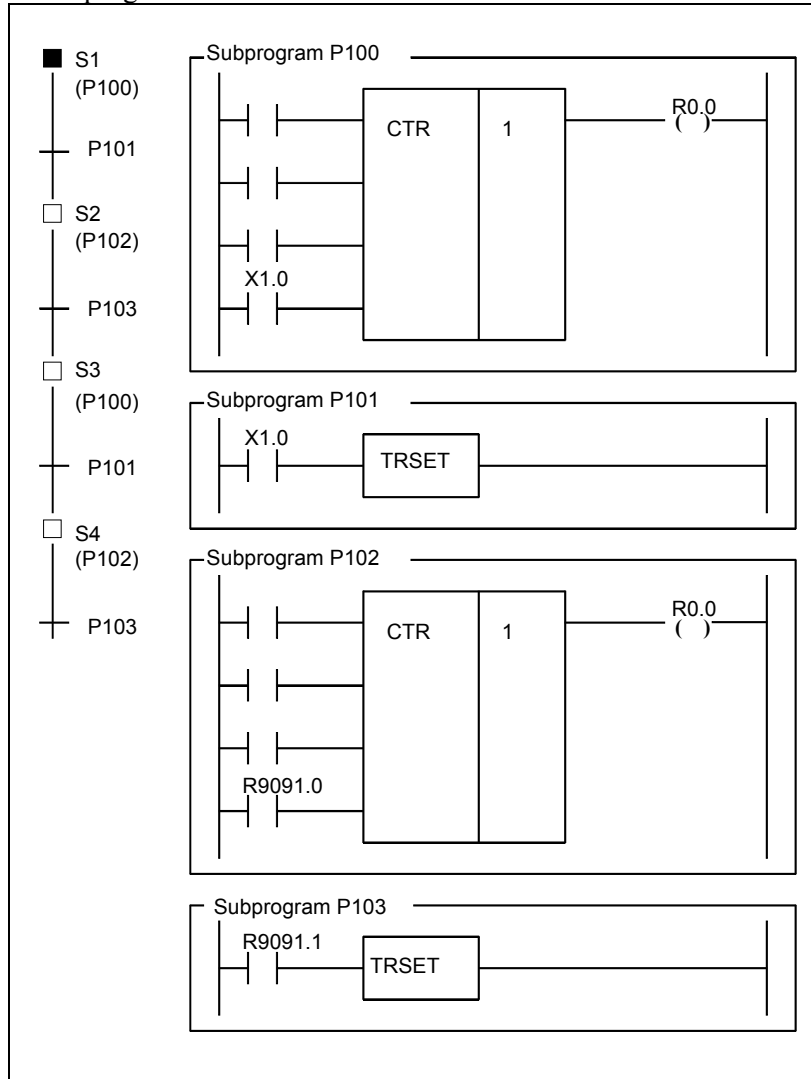 S1
(P100)
P101
S2
(P102)
P103
S3
(P100)
P101
S4
(P102)
P103
Subprogram P100
CTR 1
R0.0
( )
X1.0
Subprogram P101
X1.0
TRSET
Subprogram P102
CTR 1
R0.0
( )
R9091.0
Subprogram P103
R9091.1
TRSET